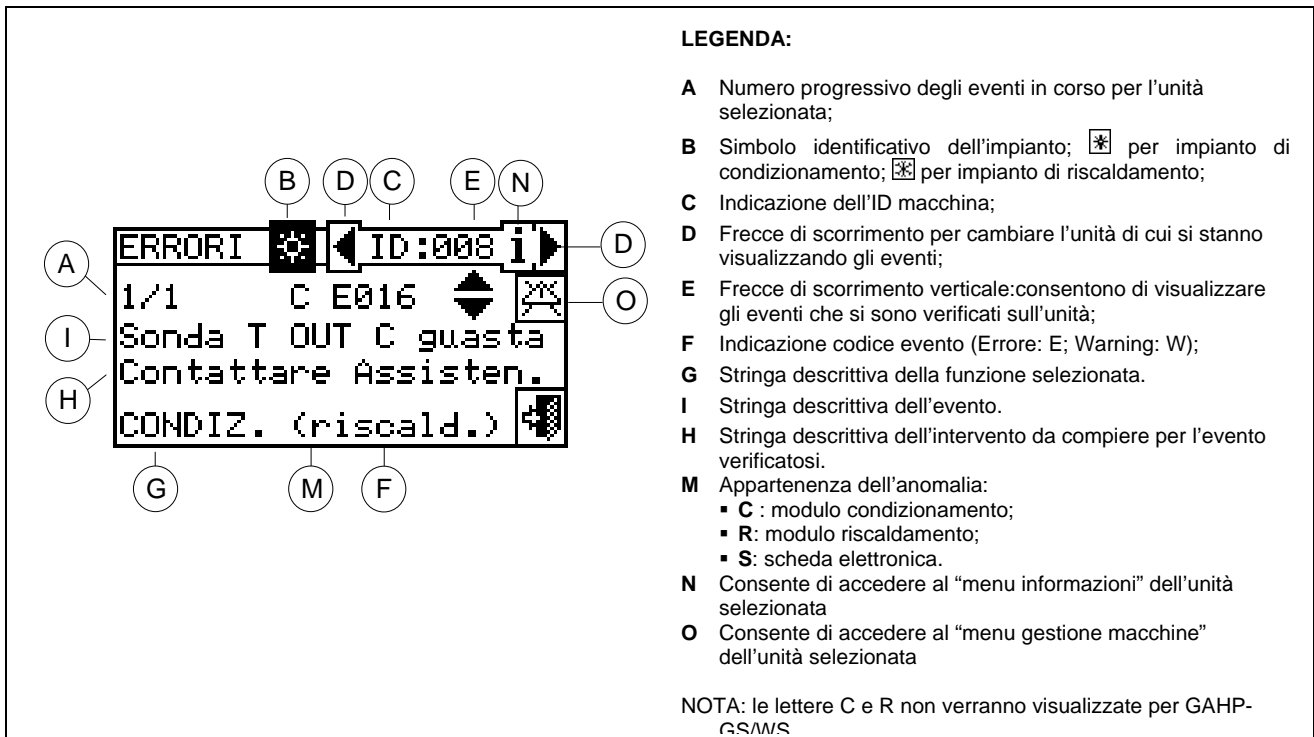 B
D
C
E
N
ERRORI ID:008 i
D
A
1/1 C E016
O
I
Sonda T OUT C guasta
H
Contattare Assisten.
CONDIZ. (riscald.)
G
M
F
LEGENDA:
A Numero progressivo degli eventi in corso per l'unità
selezionata;
B Simbolo identificativo dell'impianto; per impianto di
condizionamento; per impianto di riscaldamento;
C Indicazione dell'ID macchina;
D Frecce di scorrimento per cambiare l'unità di cui si stanno
visualizzando gli eventi;
E Frecce di scorrimento verticale:consentono di visualizzare
gli eventi che si sono verificati sull'unità;
F Indicazione codice evento (Errore: E; Warning: W);
G Stringa descrittiva della funzione selezionata.
I Stringa descrittiva dell'evento.
H Stringa descrittiva dell'intervento da compiere per l'evento
verificatosi.
M Appartenenza dell'anomalia:
▪ C : modulo condizionamento;
▪ R: modulo riscaldamento;
▪ S: scheda elettronica.
N Consente di accedere al "menu informazioni" dell'unità
selezionata
O Consente di accedere al "menu gestione macchine"
dell'unità selezionata
NOTA: le lettere C e R non verranno visualizzate per GAHP-
GS/WS